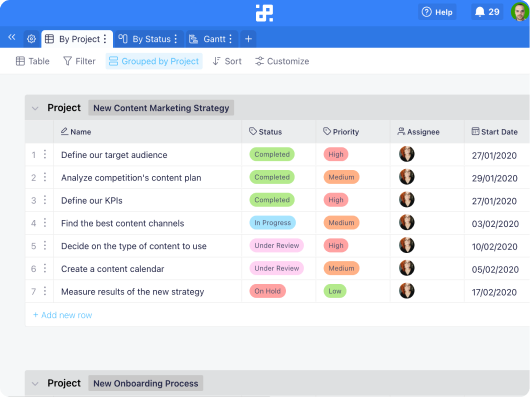 Help 29
By Project By Status Gantt +
Table Filter Grouped by Project Sort Customize
Project New Content Marketing Strategy
Name Status Priority Assignee Start Date
1 Define our target audience Completed High 27/01/2020
2 Analyze competition's content plan Completed Medium 29/01/2020
3 Define our KPIs Completed High 27/01/2020
4 Find the best content channels In Progress Medium 03/02/2020
5 Decide on the type of content to use Under Review High 10/02/2020
6 Create a content calendar Under Review Medium 05/02/2020
7 Measure results of the new strategy On Hold Low 17/02/2020
+ Add new row
Project New Onboarding Process